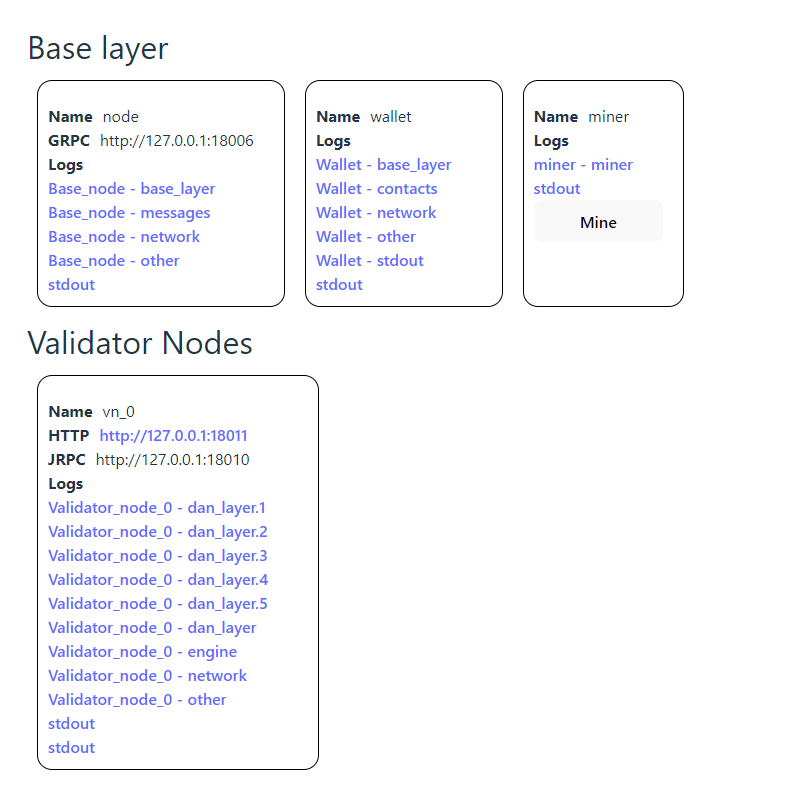 Base layer
Name node
GRPC http://127.0.0.1:18006
Logs
Base_node - base_layer
Base_node - messages
Base_node - network
Base_node - other
stdout
Name wallet
Logs
Wallet - base_layer
Wallet - contacts
Wallet - network
Wallet - other
Wallet - stdout
stdout
Name miner
Logs
miner - miner
stdout
Mine
Validator Nodes
Name vn_0
HTTP http://127.0.0.1:18011
JRPC http://127.0.0.1:18010
Logs
Validator_node_0 - dan_layer.1
Validator_node_0 - dan_layer.2
Validator_node_0 - dan_layer.3
Validator_node_0 - dan_layer.4
Validator_node_0 - dan_layer.5
Validator_node_0 - dan_layer
Validator_node_0 - engine
Validator_node_0 - network
Validator_node_0 - other
stdout
stdout